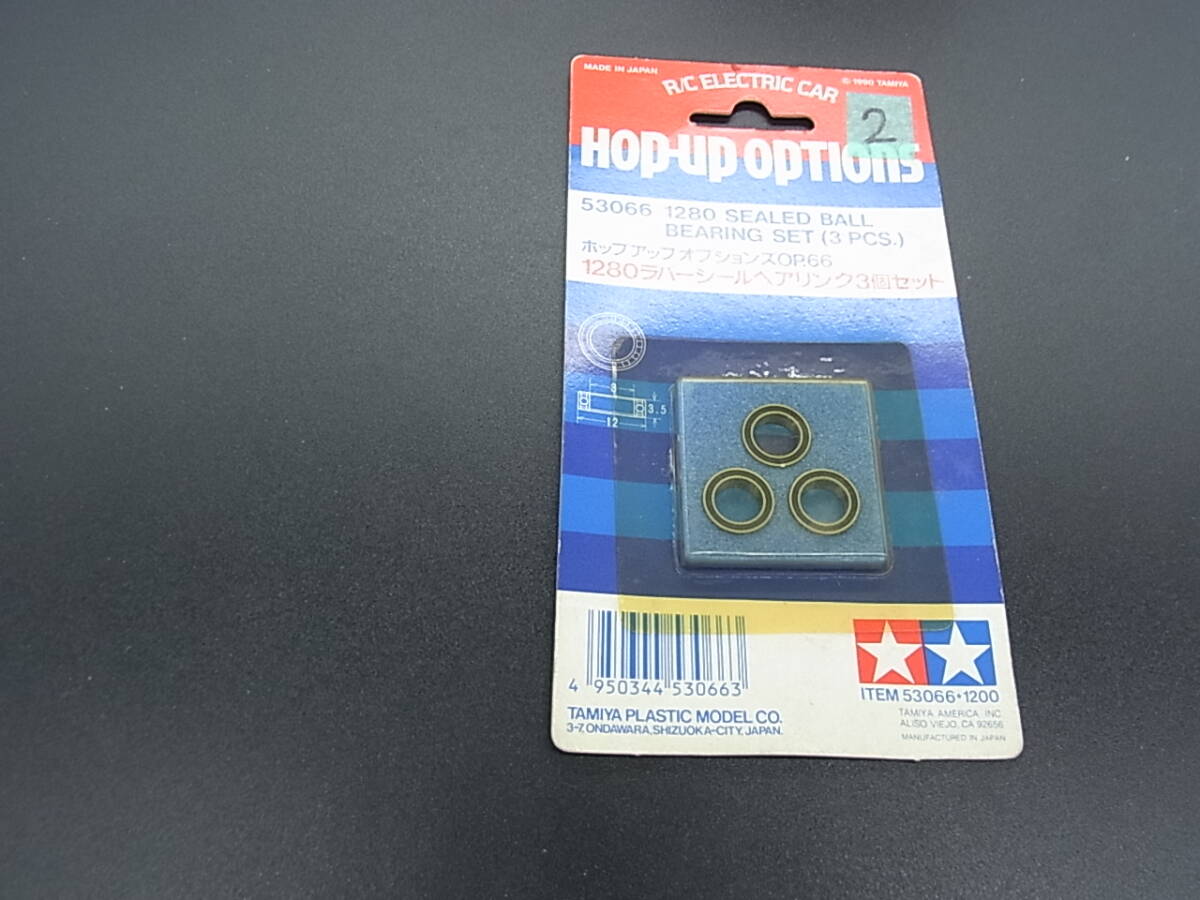 MADE IN JAPAN
© 1990 TAMIYA
R/C ELECTRIC CAR
2
HOP-UP OPTIONS
53066 1280 SEALED BALL
BEARING SET (3 PCS.)
ホップアップオプションズOP.66
1280ラバーシールベアリング3個セット
8
3.5
12
4 950344 530663
ITEM 53066•1200
TAMIYA PLASTIC MODEL CO.
3-7, ONDAWARA, SHIZUOKA-CITY, JAPAN.
TAMIYA AMERICA, INC.
ALISO VIEJO, CA 92656
MANUFACTURED IN JAPAN